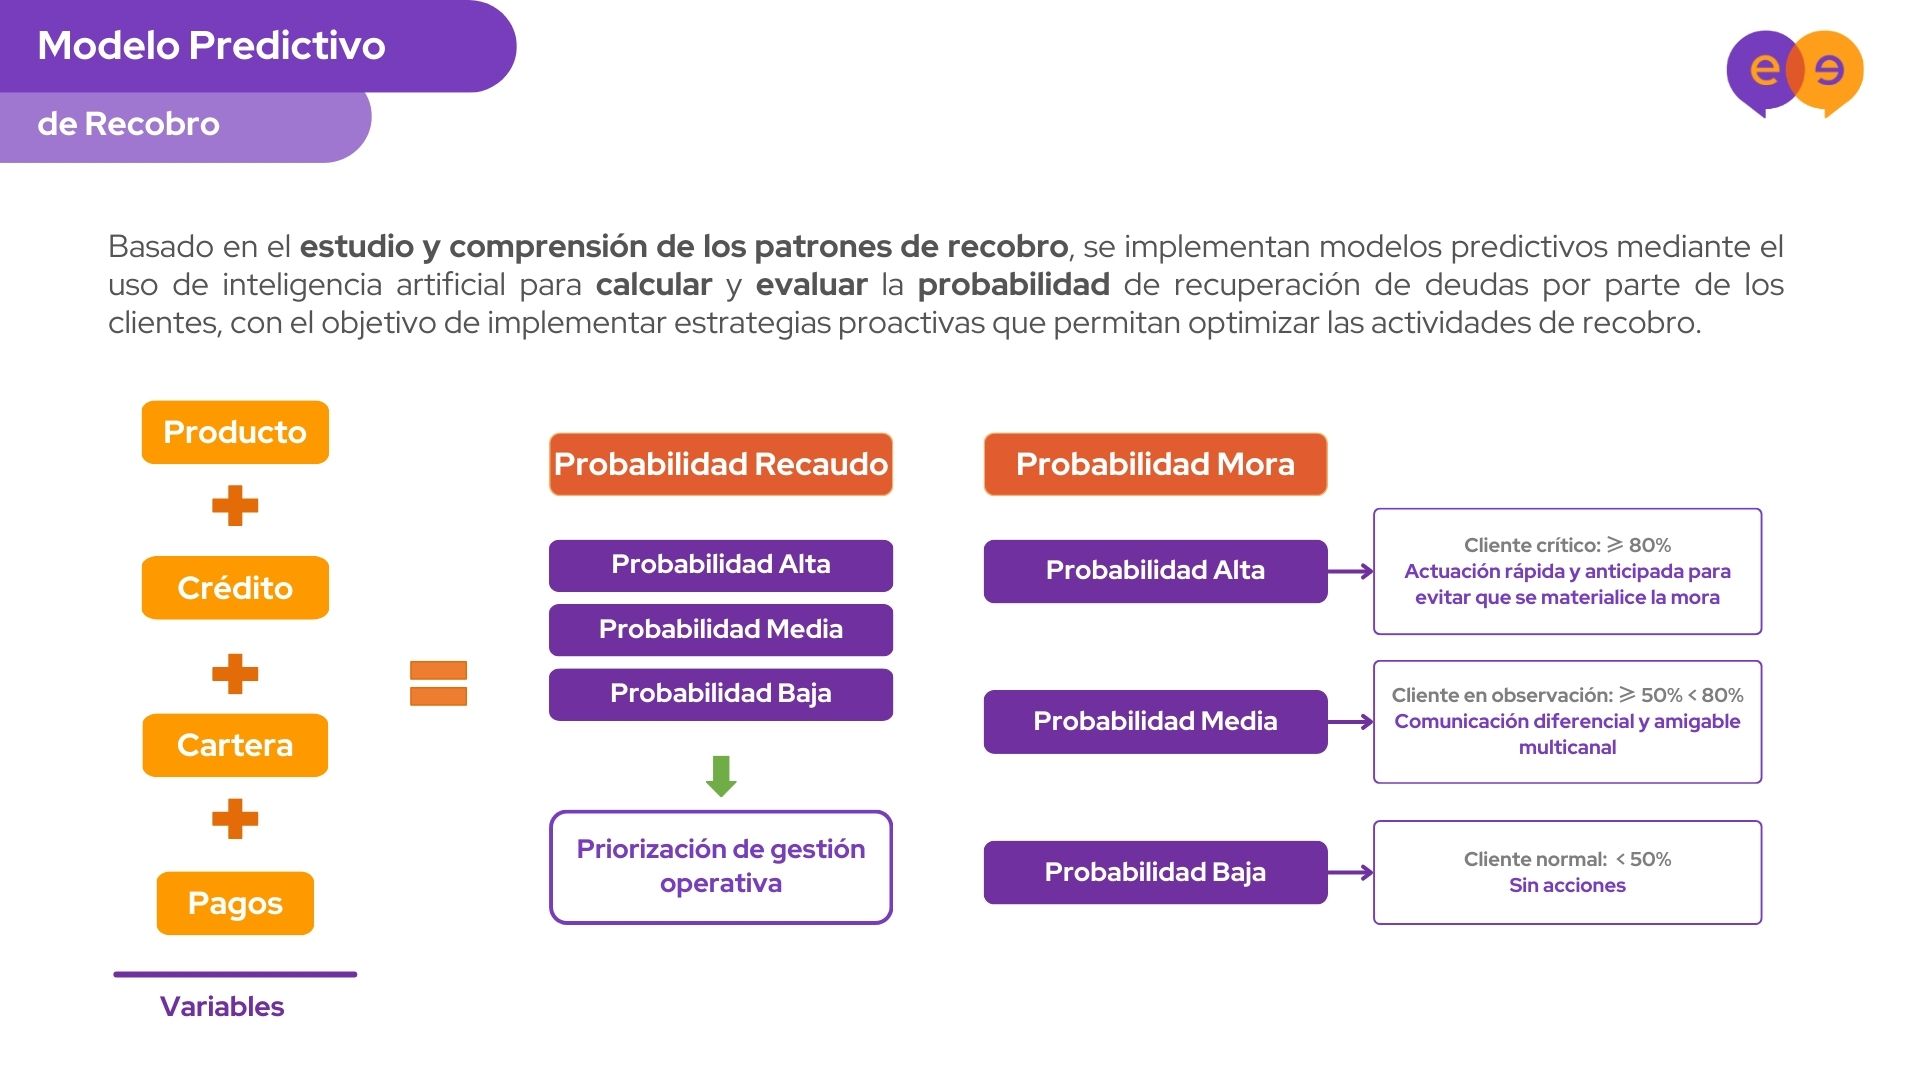 Modelo Predictivo
de Recobro
e e
Basado en el estudio y comprensión de los patrones de recobro, se implementan modelos predictivos mediante el
uso de inteligencia artificial para calcular y evaluar la probabilidad de recuperación de deudas por parte de los
clientes, con el objetivo de implementar estrategias proactivas que permitan optimizar las actividades de recobro.
Producto
+
Crédito
+
Cartera
+
Pagos
Variables
=
Probabilidad Recaudo
Probabilidad Alta
Probabilidad Media
Probabilidad Baja
Priorización de gestión
operativa
Probabilidad Mora
Probabilidad Alta
Cliente crítico: ⩾ 80%
Actuación rápida y anticipada para
evitar que se materialice la mora
Probabilidad Media
Cliente en observación: ⩾ 50% < 80%
Comunicación diferencial y amigable
multicanal
Probabilidad Baja
Cliente normal: < 50%
Sin acciones